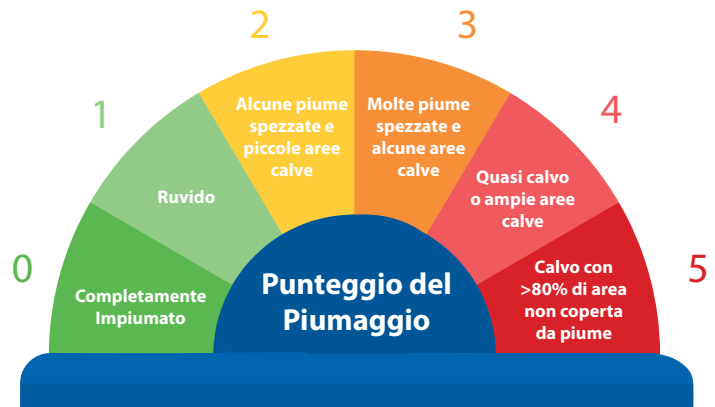 0
Completamente
Impiumato
1
Ruvido
2
Alcune piume
spezzate e
piccole aree
calve
3
Molte piume
spezzate e
alcune aree
calve
4
Quasi calvo
o ampie aree
calve
5
Calvo con
>80% di area
non coperta
da piume
Punteggio del
Piumaggio